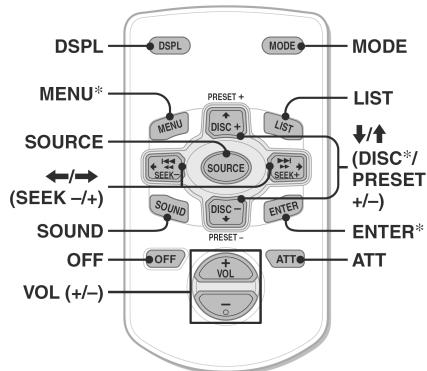 DSPL
DSPL
MODE
MODE
PRESET +
MENU*
MENU
DISC +
LIST
LIST
SOURCE
SOURCE
SEEK–
SEEK+
←/→
(SEEK –/+)
↓/↑
(DISC*/
PRESET
+/–)
SOUND
SOUND
DISC –
ENTER
ENTER*
PRESET –
OFF
OFF
+
VOL
–
ATT
ATT
VOL (+/–)